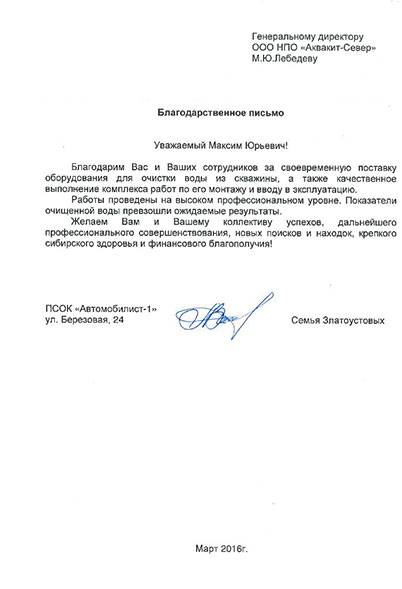 Генеральному директору
ООО НПО «Аквакит-Север»
М.Ю.Лебедеву
Благодарственное письмо
Уважаемый Максим Юрьевич!
Благодарим Вас и Ваших сотрудников за своевременную поставку
оборудования для очистки воды из скважины, а также качественное
выполнение комплекса работ по его монтажу и вводу в эксплуатацию.
Работы проведены на высоком профессиональном уровне. Показатели
очищенной воды превзошли ожидаемые результаты.
Желаем Вам и Вашему коллективу успехов, дальнейшего
профессионального совершенствования, новых поисков и находок, крепкого
сибирского здоровья и финансового благополучия!
ПСОК «Автомобилист-1»
ул. Березовая, 24
Семья Златоустовых
Март 2016г.